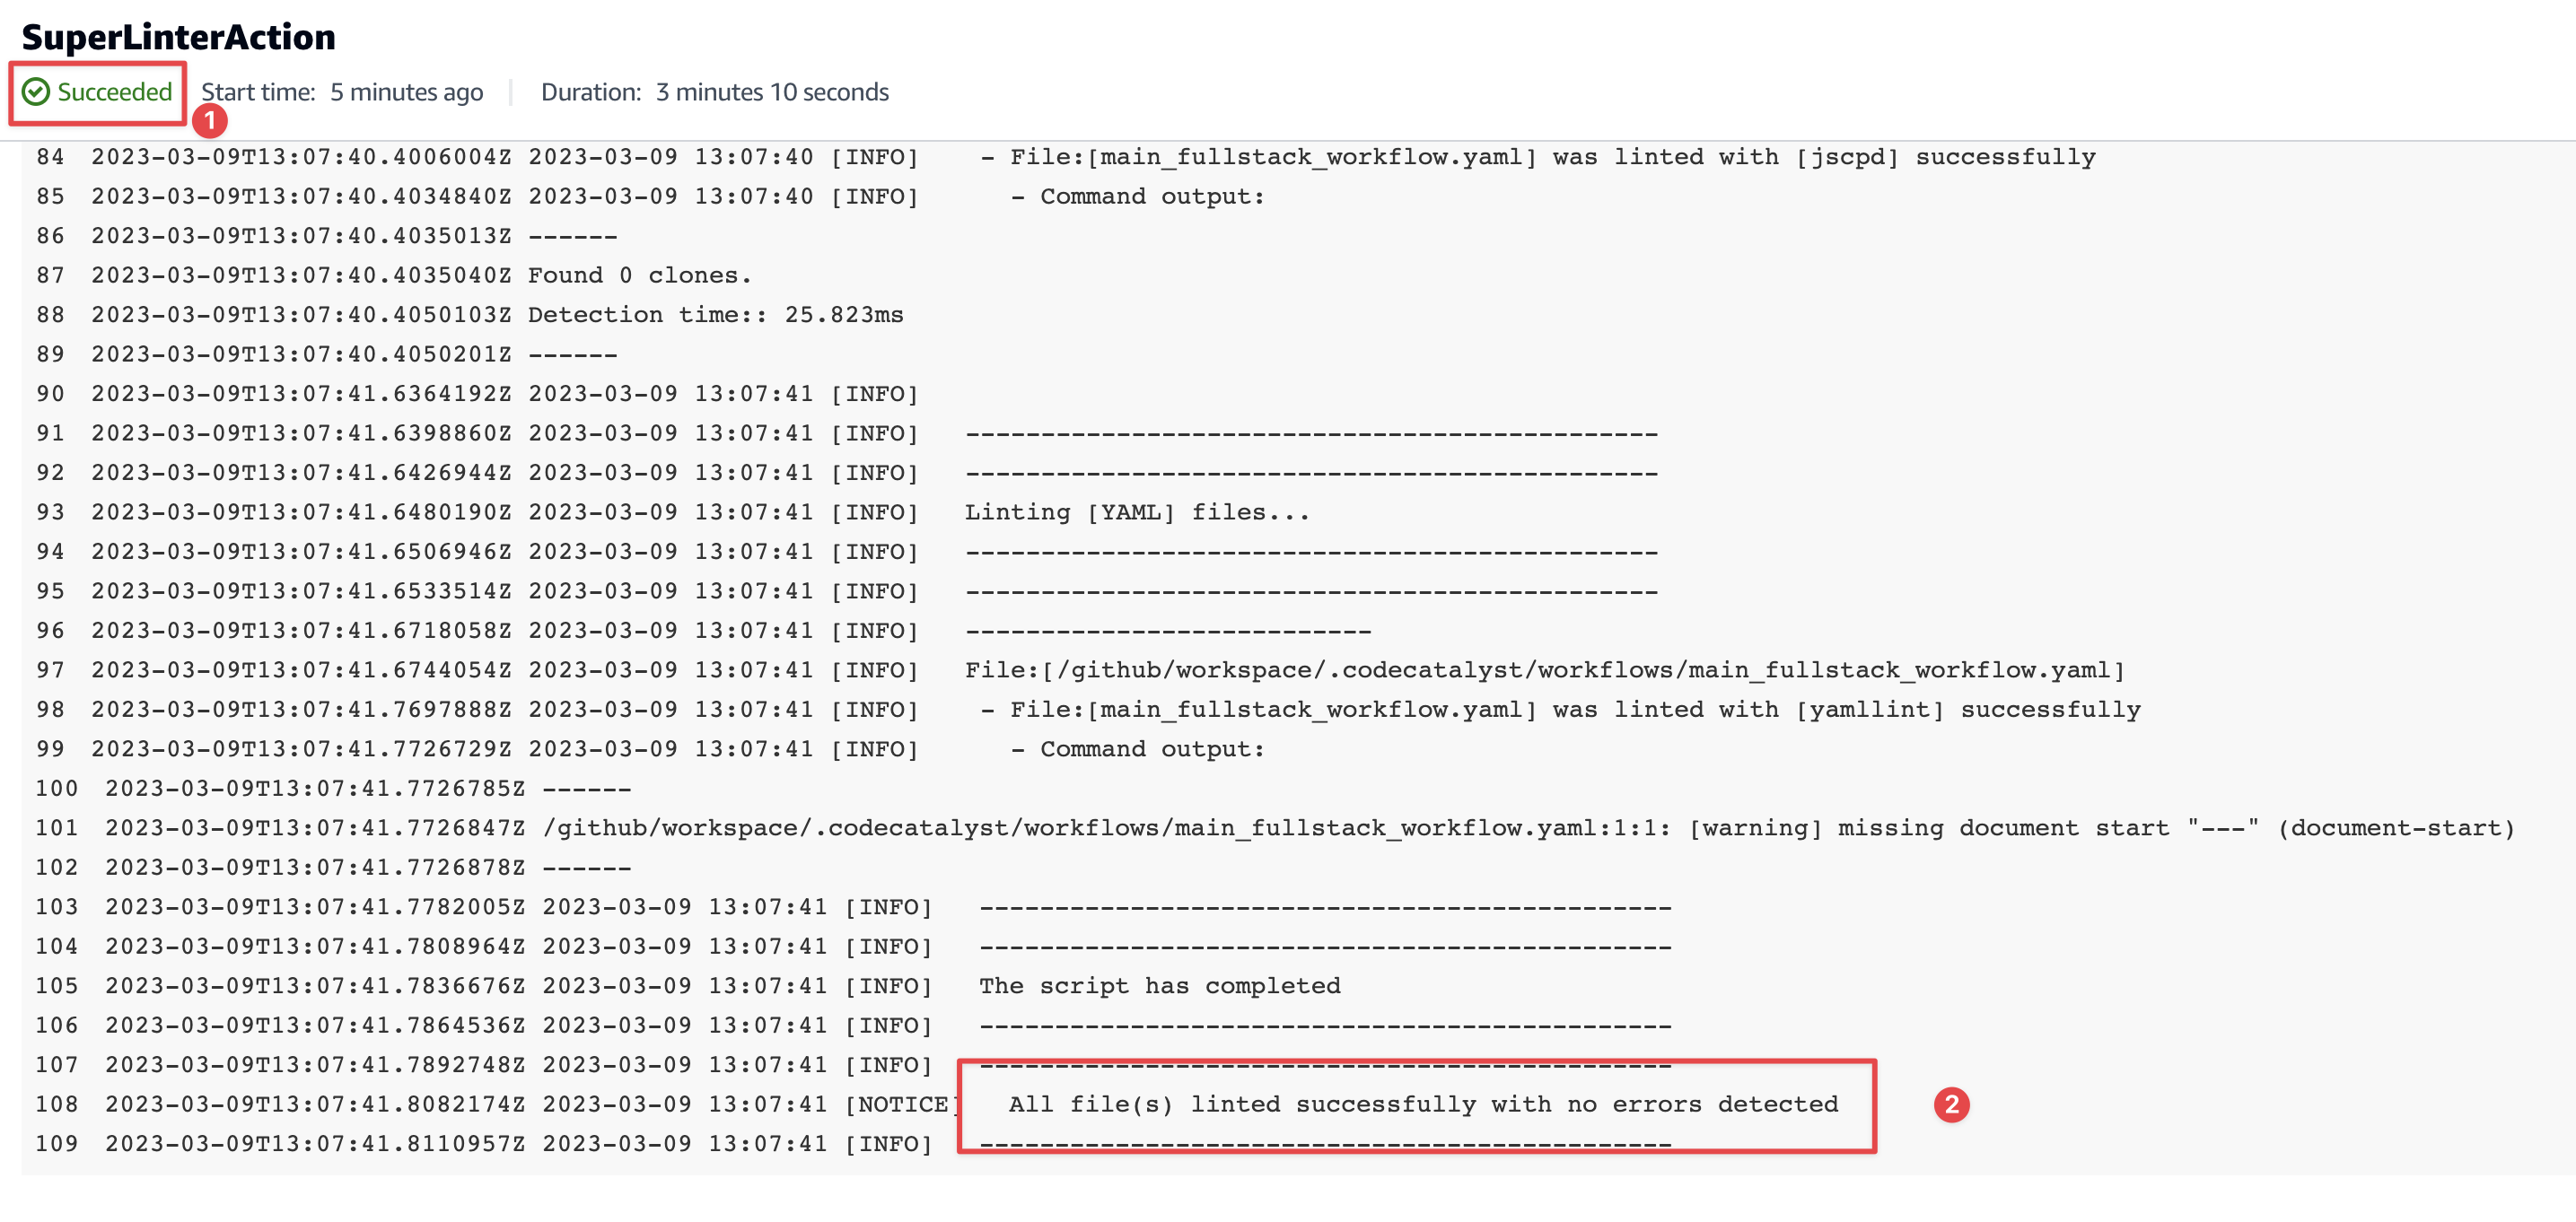 SuperLinterAction
Succeeded Start time: 5 minutes ago Duration: 3 minutes 10 seconds
1
84 2023-03-09T13:07:40.4006004Z 2023-03-09 13:07:40 [INFO] - File:[main_fullstack_workflow.yaml] was linted with [jscpd] successfully
85 2023-03-09T13:07:40.4034840Z 2023-03-09 13:07:40 [INFO] - Command output:
86 2023-03-09T13:07:40.4035013Z ------
87 2023-03-09T13:07:40.4035040Z Found 0 clones.
88 2023-03-09T13:07:40.4050103Z Detection time:: 25.823ms
89 2023-03-09T13:07:40.4050201Z ------
90 2023-03-09T13:07:41.6364192Z 2023-03-09 13:07:41 [INFO]
91 2023-03-09T13:07:41.6398860Z 2023-03-09 13:07:41 [INFO] ----------------------------------------------
92 2023-03-09T13:07:41.6426944Z 2023-03-09 13:07:41 [INFO] ----------------------------------------------
93 2023-03-09T13:07:41.6480190Z 2023-03-09 13:07:41 [INFO] Linting [YAML] files...
94 2023-03-09T13:07:41.6506946Z 2023-03-09 13:07:41 [INFO] ----------------------------------------------
95 2023-03-09T13:07:41.6533514Z 2023-03-09 13:07:41 [INFO] ----------------------------------------------
96 2023-03-09T13:07:41.6718058Z 2023-03-09 13:07:41 [INFO] ---------------------------
97 2023-03-09T13:07:41.6744054Z 2023-03-09 13:07:41 [INFO] File:[/github/workspace/.codecatalyst/workflows/main_fullstack_workflow.yaml]
98 2023-03-09T13:07:41.7697888Z 2023-03-09 13:07:41 [INFO] - File:[main_fullstack_workflow.yaml] was linted with [yamllint] successfully
99 2023-03-09T13:07:41.7726729Z 2023-03-09 13:07:41 [INFO] - Command output:
100 2023-03-09T13:07:41.7726785Z ------
101 2023-03-09T13:07:41.7726847Z /github/workspace/.codecatalyst/workflows/main_fullstack_workflow.yaml:1:1: [warning] missing document start "---" (document-start)
102 2023-03-09T13:07:41.7726878Z ------
103 2023-03-09T13:07:41.7782005Z 2023-03-09 13:07:41 [INFO] ----------------------------------------------
104 2023-03-09T13:07:41.7808964Z 2023-03-09 13:07:41 [INFO] ----------------------------------------------
105 2023-03-09T13:07:41.7836676Z 2023-03-09 13:07:41 [INFO] The script has completed
106 2023-03-09T13:07:41.7864536Z 2023-03-09 13:07:41 [INFO] ----------------------------------------------
107 2023-03-09T13:07:41.7892748Z 2023-03-09 13:07:41 [INFO] ----------------------------------------------
108 2023-03-09T13:07:41.8082174Z 2023-03-09 13:07:41 [NOTICE] All file(s) linted successfully with no errors detected 2
109 2023-03-09T13:07:41.8110957Z 2023-03-09 13:07:41 [INFO] ----------------------------------------------